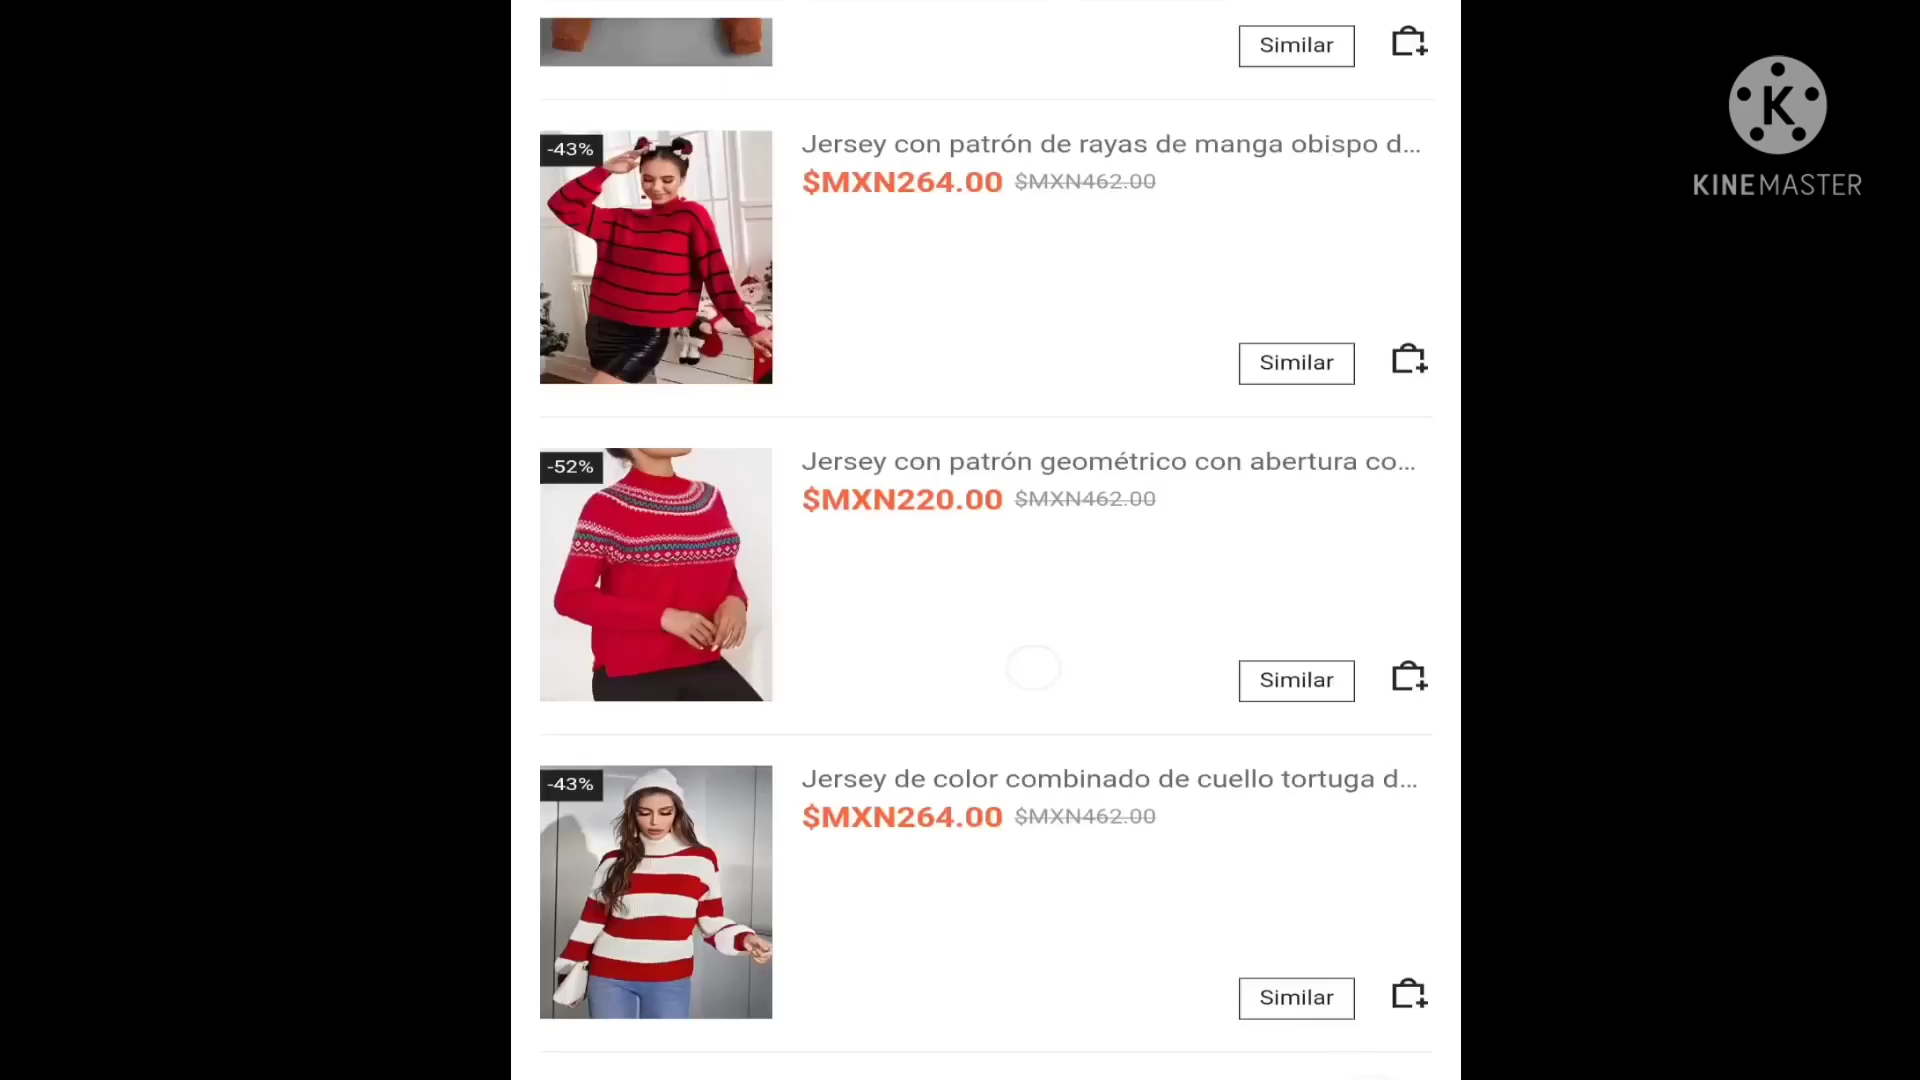 Similar
-43%
Jersey con patrón de rayas de manga obispo d...
$MXN264.00 $MXN462.00
Similar
-52%
Jersey con patrón geométrico con abertura co...
$MXN220.00 $MXN462.00
Similar
-43%
Jersey de color combinado de cuello tortuga d...
$MXN264.00 $MXN462.00
Similar
K
KINEMASTER